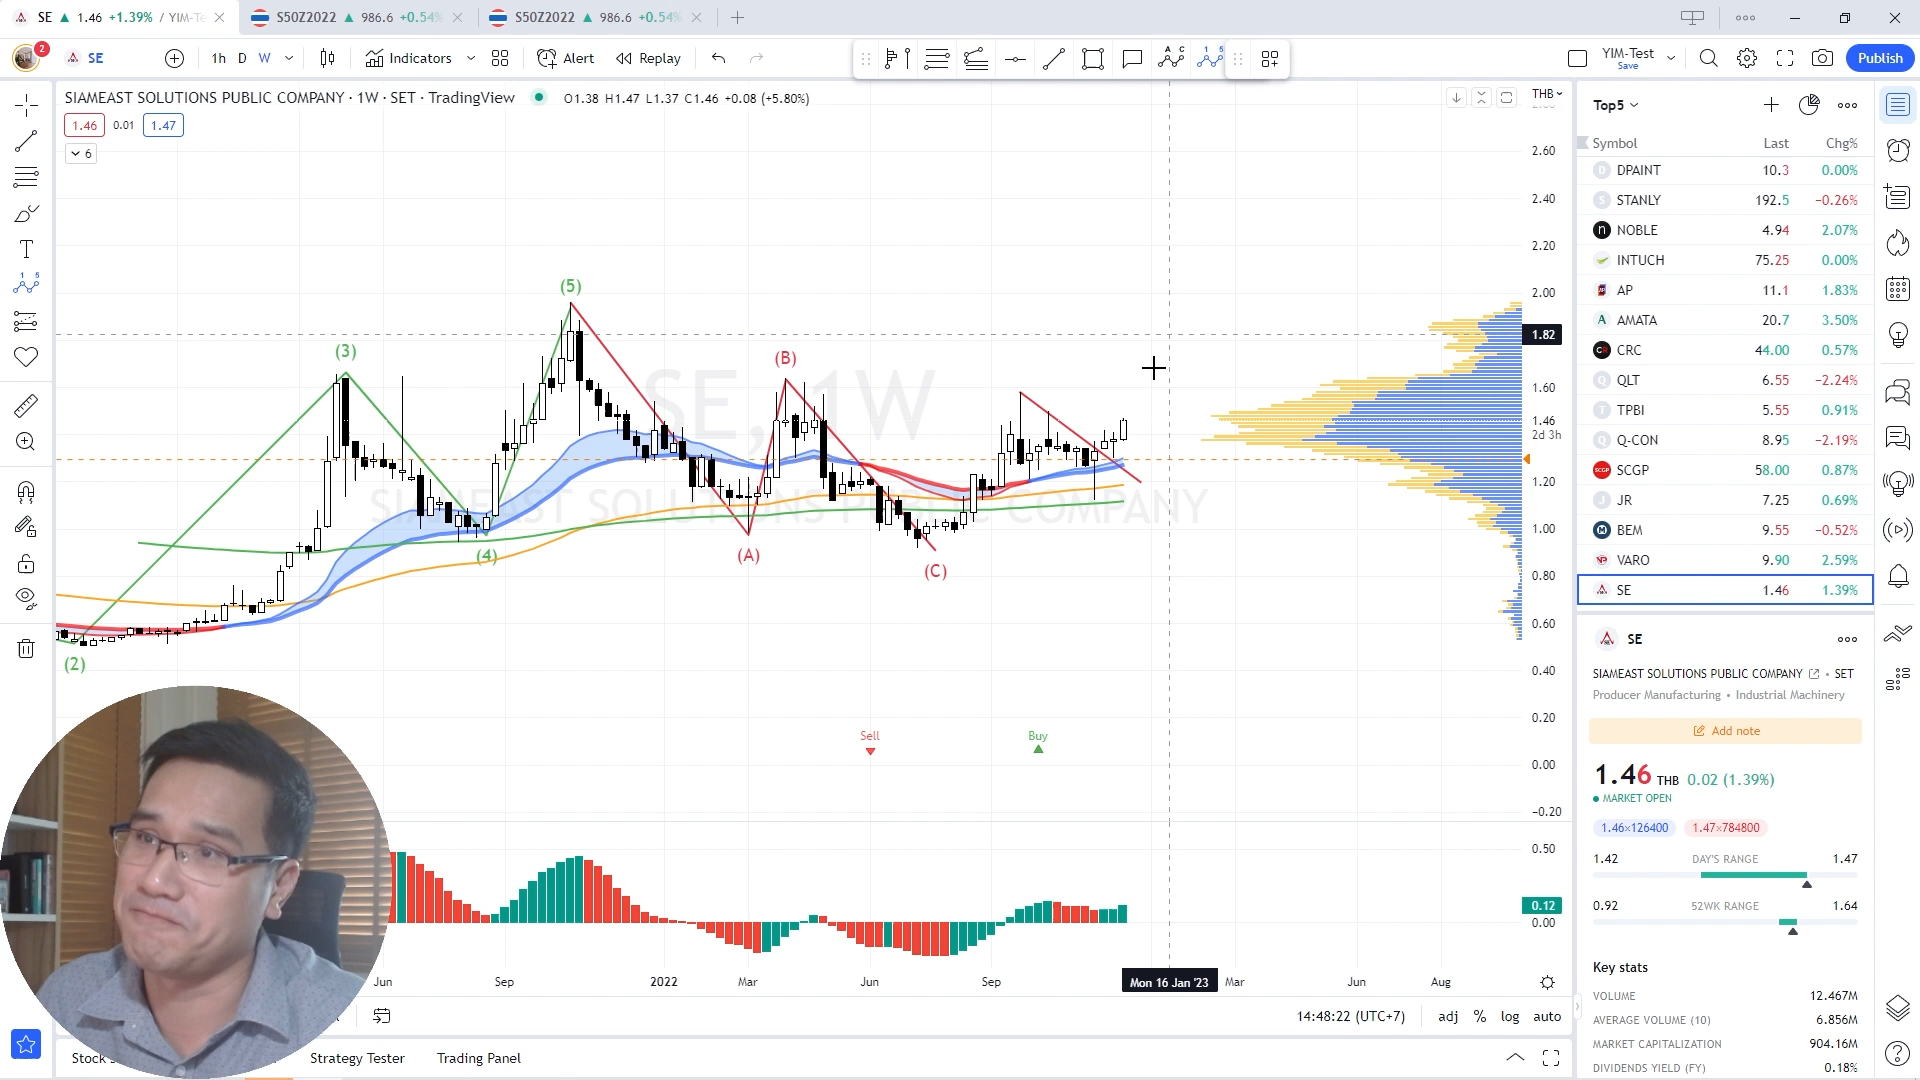 SE ▲ 1.46 +1.39% / YIM-Te
S50Z2022 ▲ 986.6 +0.54%
S50Z2022 ▲ 986.6 +0.54%
2
SE
1h D W
Indicators
Alert
Replay
A C
1 5
YIM-Test
Save
Publish
SIAMEAST SOLUTIONS PUBLIC COMPANY · 1W · SET · TradingView
O1.38 H1.47 L1.37 C1.46 +0.08 (+5.80%)
1.46 0.01 1.47
6
THB
2.60
2.40
2.20
2.00
1.82
1.60
1.46
2d 3h
1.20
1.00
0.80
0.60
0.40
0.20
0.00
−0.20
0.50
0.12
0.00
SE, 1W
SIAMEAST SOLUTIONS PUBLIC COMPANY
(2)
(3)
(4)
(5)
(A)
(B)
(C)
Sell
Buy
Jun Sep 2022 Mar Jun Sep Mon 16 Jan '23 Mar Jun Aug
14:48:22 (UTC+7) adj % log auto
Stock Strategy Tester Trading Panel
Top5
Symbol Last Chg%
DPAINT 10.3 0.00%
STANLY 192.5 −0.26%
NOBLE 4.94 2.07%
INTUCH 75.25 0.00%
AP 11.1 1.83%
AMATA 20.7 3.50%
CRC 44.00 0.57%
QLT 6.55 −2.24%
TPBI 5.55 0.91%
Q-CON 8.95 −2.19%
SCGP 58.00 0.87%
JR 7.25 0.69%
BEM 9.55 −0.52%
VARO 9.90 2.59%
SE 1.46 1.39%
SE
SIAMEAST SOLUTIONS PUBLIC COMPANY • SET
Producer Manufacturing • Industrial Machinery
Add note
1.46 THB 0.02 (1.39%)
MARKET OPEN
1.46×126400 1.47×784800
1.42 DAY'S RANGE 1.47
0.92 52WK RANGE 1.64
Key stats
VOLUME 12.467M
AVERAGE VOLUME (10) 6.856M
MARKET CAPITALIZATION 904.16M
DIVIDENDS YIELD (FY) 0.18%